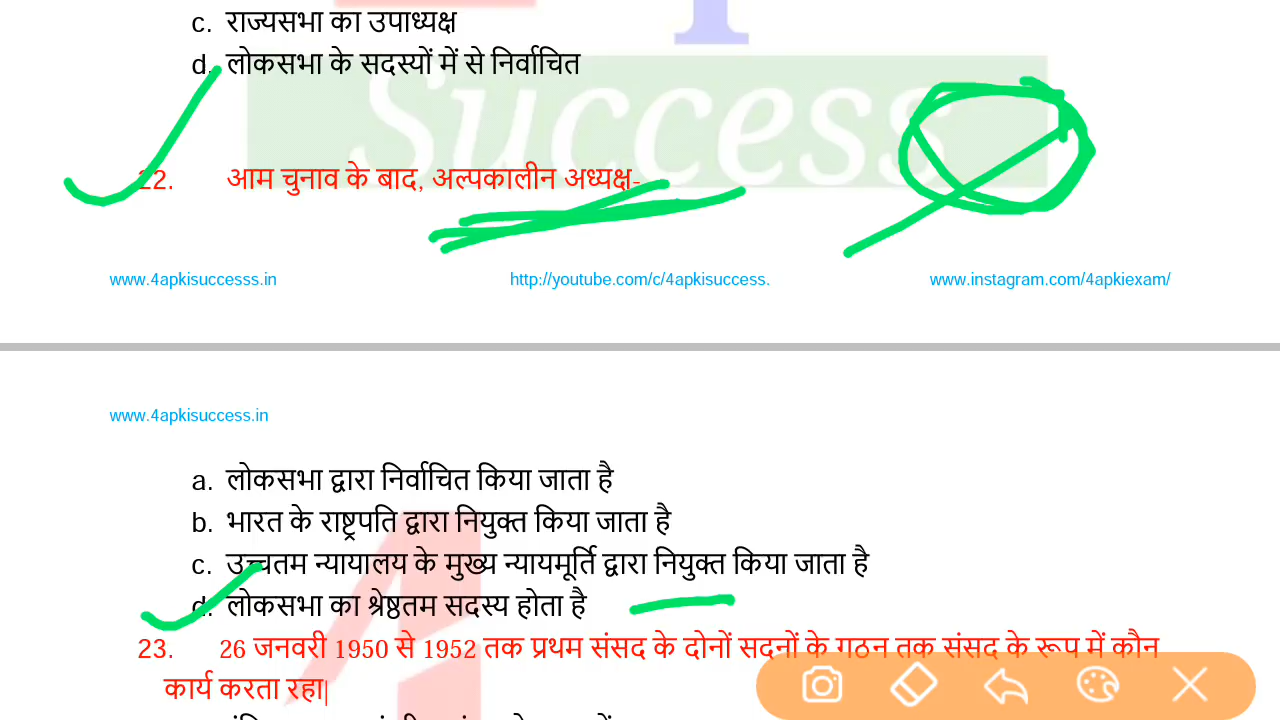 c. राज्यसभा का उपाध्यक्ष
d. लोकसभा के सदस्यों में से निर्वाचित
Success
22. आम चुनाव के बाद, अल्पकालीन अध्यक्ष-
www.4apkisuccesss.in http://youtube.com/c/4apkisuccess. www.instagram.com/4apkiexam/
www.4apkisuccess.in
a. लोकसभा द्वारा निर्वाचित किया जाता है
b. भारत के राष्ट्रपति द्वारा नियुक्त किया जाता है
c. उच्चतम न्यायालय के मुख्य न्यायमूर्ति द्वारा नियुक्त किया जाता है
d. लोकसभा का श्रेष्ठतम सदस्य होता है
23. 26 जनवरी 1950 से 1952 तक प्रथम संसद के दोनों सदनों के गठन तक संसद के रूप में कौन
कार्य करता रहा|